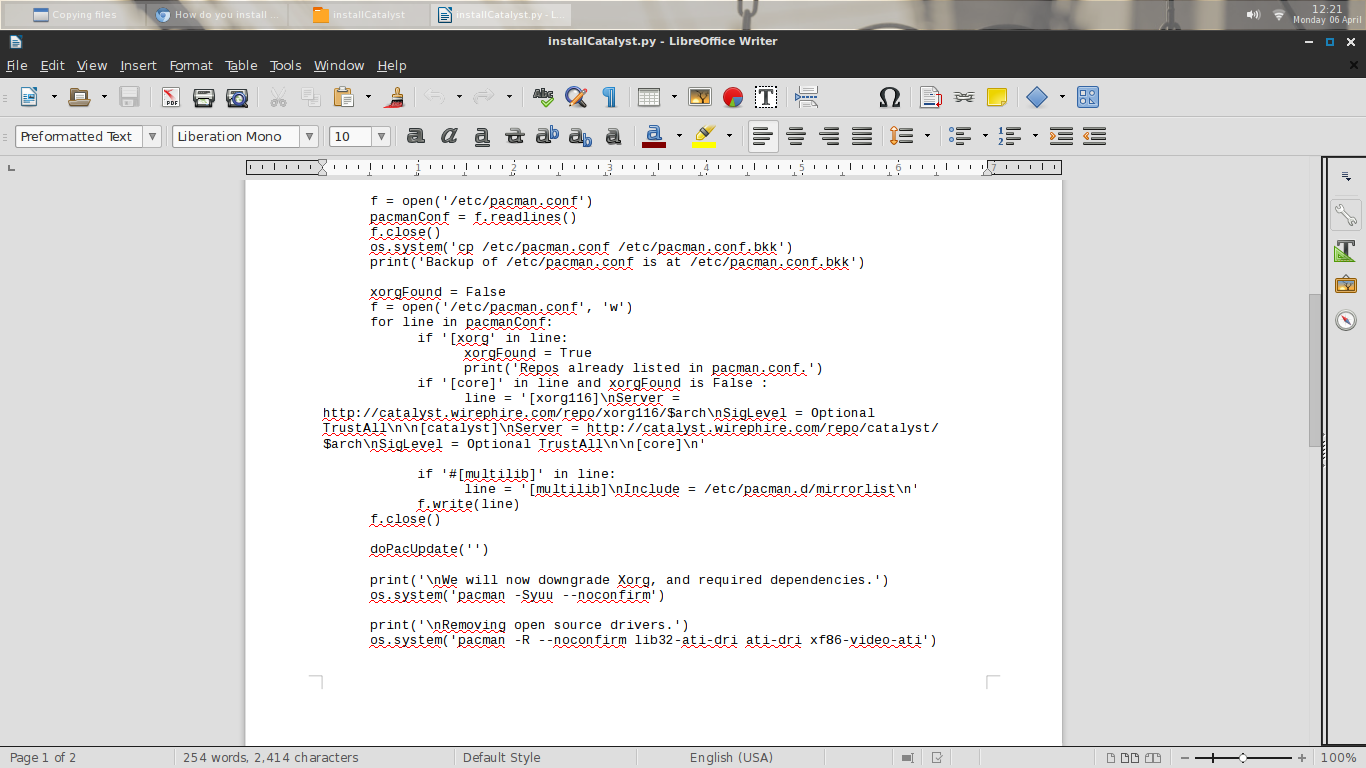 Copying files
How do you install ...
installCatalyst
installCatalyst.py - L...
12:21
Monday 06 April
installCatalyst.py - LibreOffice Writer
File Edit View Insert Format Table Tools Window Help
Preformatted Text
Liberation Mono
10
1 2 3 4 5 6 7
f = open('/etc/pacman.conf')
pacmanConf = f.readlines()
f.close()
os.system('cp /etc/pacman.conf /etc/pacman.conf.bkk')
print('Backup of /etc/pacman.conf is at /etc/pacman.conf.bkk')
xorgFound = False
f = open('/etc/pacman.conf', 'w')
for line in pacmanConf:
if '[xorg' in line:
xorgFound = True
print('Repos already listed in pacman.conf.')
if '[core]' in line and xorgFound is False :
line = '[xorg116]\nServer =
http://catalyst.wirephire.com/repo/xorg116/$arch\nSigLevel = Optional
TrustAll\n\n[catalyst]\nServer = http://catalyst.wirephire.com/repo/catalyst/
$arch\nSigLevel = Optional TrustAll\n\n[core]\n'
if '#[multilib]' in line:
line = '[multilib]\nInclude = /etc/pacman.d/mirrorlist\n'
f.write(line)
f.close()
doPacUpdate('')
print('\nWe will now downgrade Xorg, and required dependencies.')
os.system('pacman -Syuu --noconfirm')
print('\nRemoving open source drivers.')
os.system('pacman -R --noconfirm lib32-ati-dri ati-dri xf86-video-ati')
Page 1 of 2
254 words, 2,414 characters
Default Style
English (USA)
100%